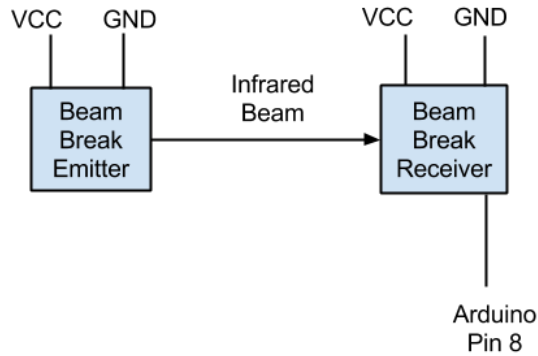 VCC
GND
VCC
GND
Beam
Break
Emitter
Infrared
Beam
Beam
Break
Receiver
Arduino
Pin 8